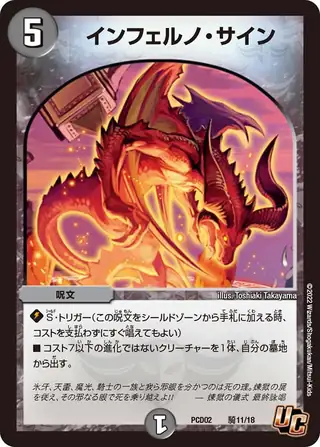 5
インフェルノ・サイン
illus.Toshiaki Takayama
呪文
S・トリガー(この呪文をシールドゾーンから手札に加える時、
コストを支払わずにすぐ唱えてもよい)
■ コスト7以下の進化ではないクリーチャーを1体、自分の墓地
から出す。
氷牙、天雷、魔光、騎士の一族と我ら邪眼を分かつのは死の理。煉獄の扉
を使え、その邪なる眼で死を乗り越えよ!! ― 煉獄の儀式 最終詠唱
1
PCD02 騎11/18
UC
©2022 Wizards/Shogakukan/Mitsui-Kids